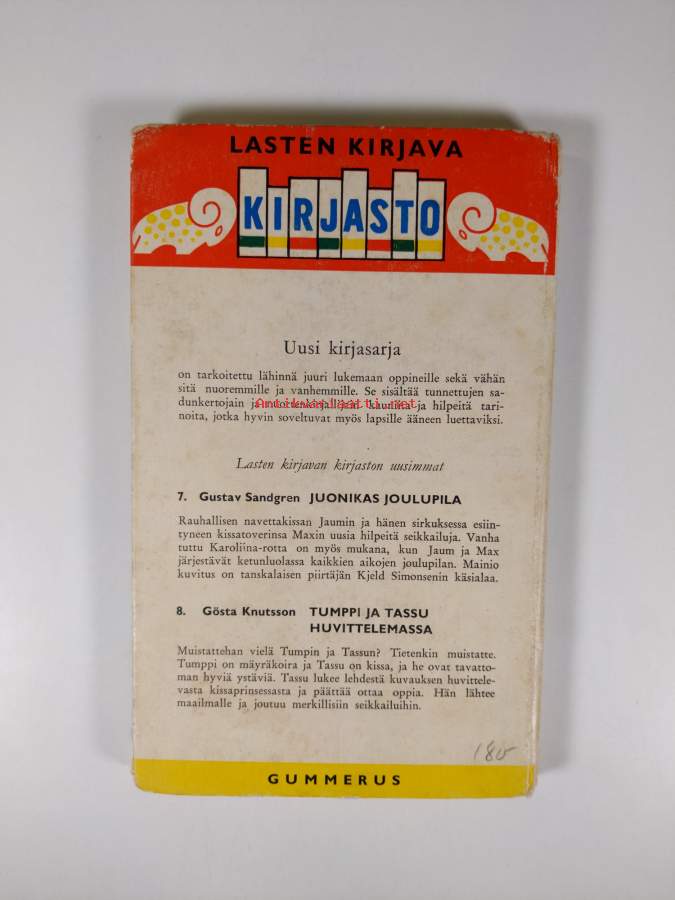 LASTEN KIRJAVA
KIRJASTO
Uusi kirjasarja
on tarkoitettu lähinnä juuri lukemaan oppineille sekä vähän
sitä nuoremmille ja vanhemmille. Se sisältää tunnettujen sa-
dunkertojain ja kauniita ja hilpeitä tari-
Antikvariaatti.net
noita, jotka hyvin soveltuvat myös lapsille ääneen luettaviksi.
Lasten kirjavan kirjaston uusimmat
7. Gustav Sandgren JUONIKAS JOULUPILA
Rauhallisen navettakissan Jaumin ja hänen sirkuksessa esiin-
tyneen kissatoverinsa Maxin uusia hilpeitä seikkailuja. Vanha
tuttu Karoliina-rotta on myös mukana, kun Jaum ja Max
järjestävät ketunluolassa kaikkien aikojen joulupilan. Mainio
kuvitus on tanskalaisen piirtäjän Kjeld Simonsenin käsialaa.
8. Gösta Knutsson TUMPPI JA TASSU
HUVITTELEMASSA
Muistattehan vielä Tumpin ja Tassun? Tietenkin muistatte.
Tumppi on mäyräkoira ja Tassu on kissa, ja he ovat tavatto-
man hyviä ystäviä. Tassu lukee lehdestä kuvauksen huvittele-
vasta kissaprinsessasta ja päättää ottaa oppia. Hän lähtee
maailmalle ja joutuu merkillisiin seikkailuihin.
GUMMERUS